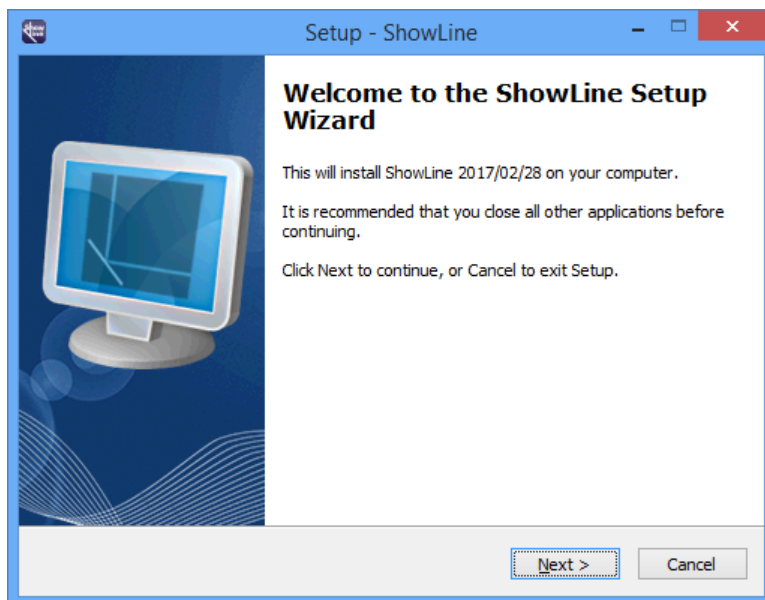 Setup - ShowLine
Welcome to the ShowLine Setup
Wizard
This will install ShowLine 2017/02/28 on your computer.
It is recommended that you close all other applications before
continuing.
Click Next to continue, or Cancel to exit Setup.
Next >
Cancel